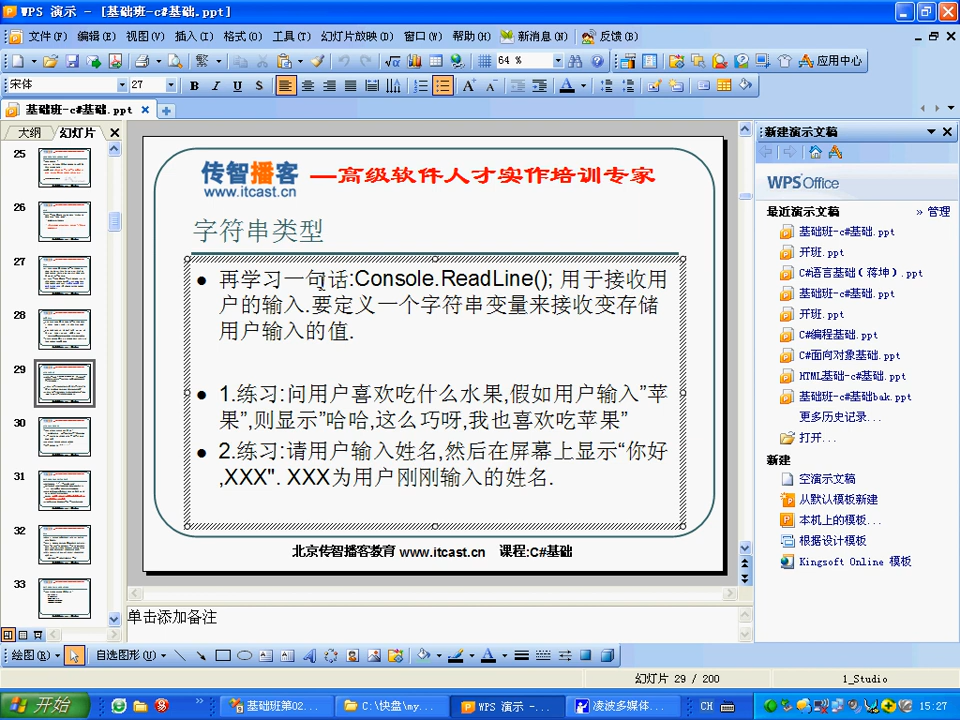 WPS 演示 - [基础班-c#基础.ppt]
文件(F) 编辑(E) 视图(V) 插入(I) 格式(O) 工具(T) 幻灯片放映(D) 窗口(W) 帮助(H) 新消息(N) 反馈(B)
繁 64 % 应用中心
宋体 27 B I U S
基础班-c#基础.ppt
大纲 幻灯片
25
26
27
28
29
30
31
32
33
传智播客 —高级软件人才实作培训专家
www.itcast.cn
字符串类型
再学习一句话:Console.ReadLine(); 用于接收用
户的输入.要定义一个字符串变量来接收变存储
用户输入的值.
1.练习:问用户喜欢吃什么水果,假如用户输入”苹
果”,则显示”哈哈,这么巧呀,我也喜欢吃苹果”
2.练习:请用户输入姓名,然后在屏幕上显示“你好
,XXX". XXX为用户刚刚输入的姓名.
北京传智播客教育 www.itcast.cn 课程:C#基础
单击添加备注
新建演示文稿
WPS Office
最近演示文稿 » 管理
基础班-c#基础.ppt
开班.ppt
C#语言基础(蒋坤).ppt
基础班-c#基础.ppt
开班.ppt
C#编程基础.ppt
C#面向对象基础.ppt
HTML基础-c#基础.ppt
基础班-c#基础bak.ppt
更多历史记录...
打开...
新建
空演示文稿
从默认模板新建
本机上的模板...
根据设计模板
Kingsoft Online 模板
绘图(R) 自选图形(U)
幻灯片 29 / 200 1_Studio
开始 基础班第02... C:\快盘\my... WPS 演示 -... 凌波多媒体... CH 15:27